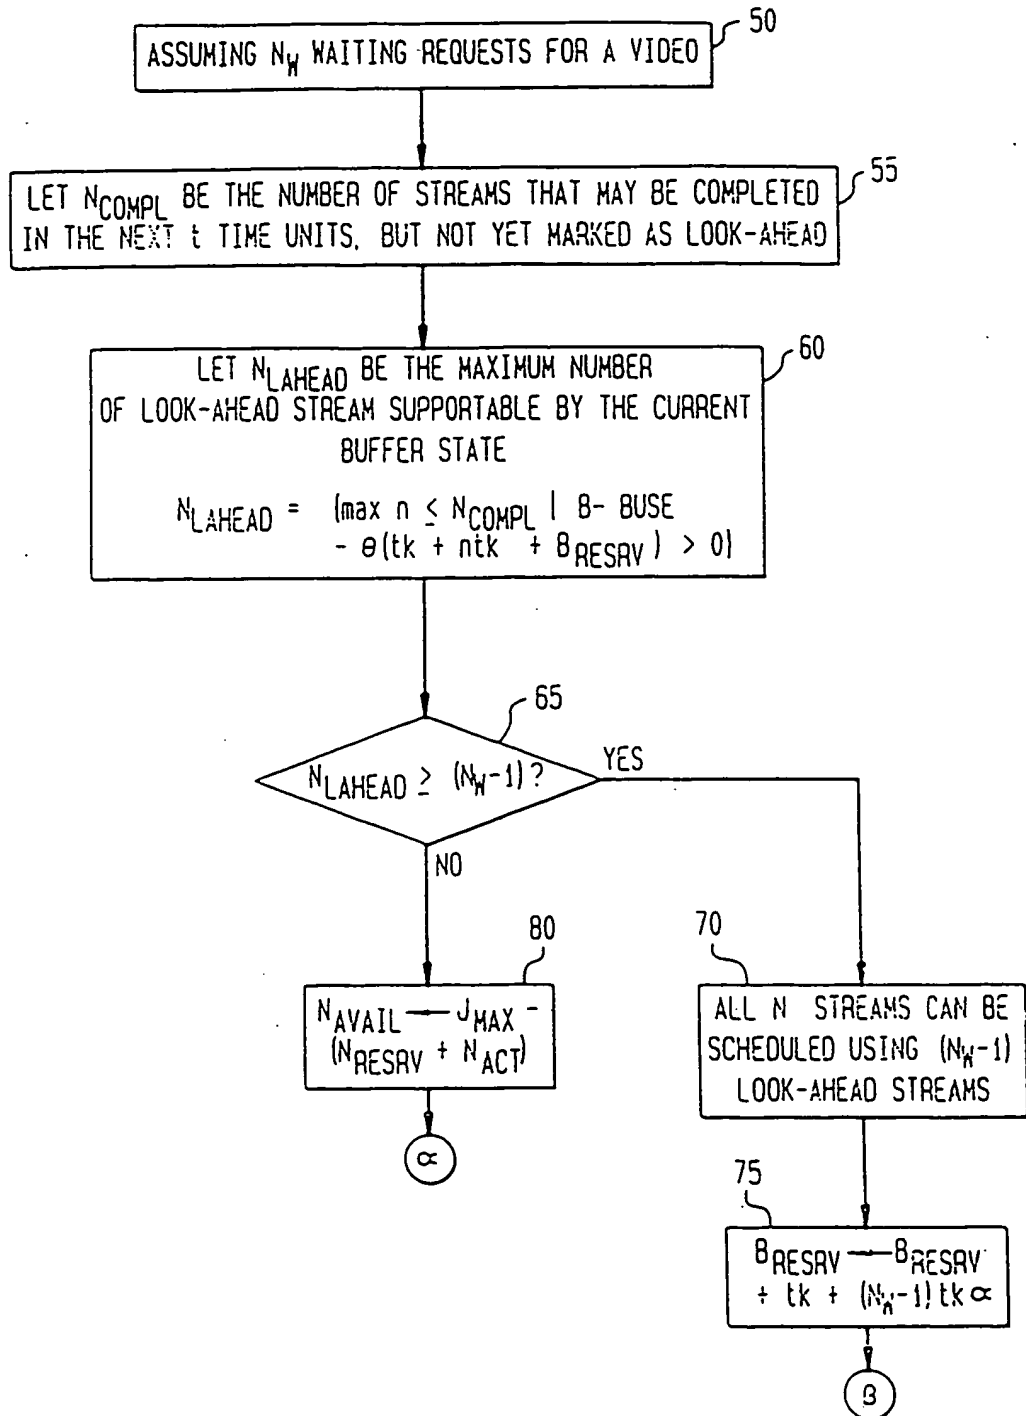 50
ASSUMING N_W WAITING REQUESTS FOR A VIDEO
55
LET N_COMPL BE THE NUMBER OF STREAMS THAT MAY BE COMPLETED
IN THE NEXT t TIME UNITS, BUT NOT YET MARKED AS LOOK-AHEAD
60
LET N_LAHEAD BE THE MAXIMUM NUMBER
OF LOOK-AHEAD STREAM SUPPORTABLE BY THE CURRENT
BUFFER STATE
N_LAHEAD = (max n ≤ N_COMPL | B- BUSE
- θ(tk + ntk + B_RESRV) > 0)
65
N_LAHEAD ≥ (N_W-1)?
YES
NO
80
N_AVAIL ← J_MAX -
(N_RESRV + N_ACT)
∝
70
ALL N STREAMS CAN BE
SCHEDULED USING (N_W-1)
LOOK-AHEAD STREAMS
75
B_RESRV ← B_RESRV
+ tk + (N_W-1)tk∝
β